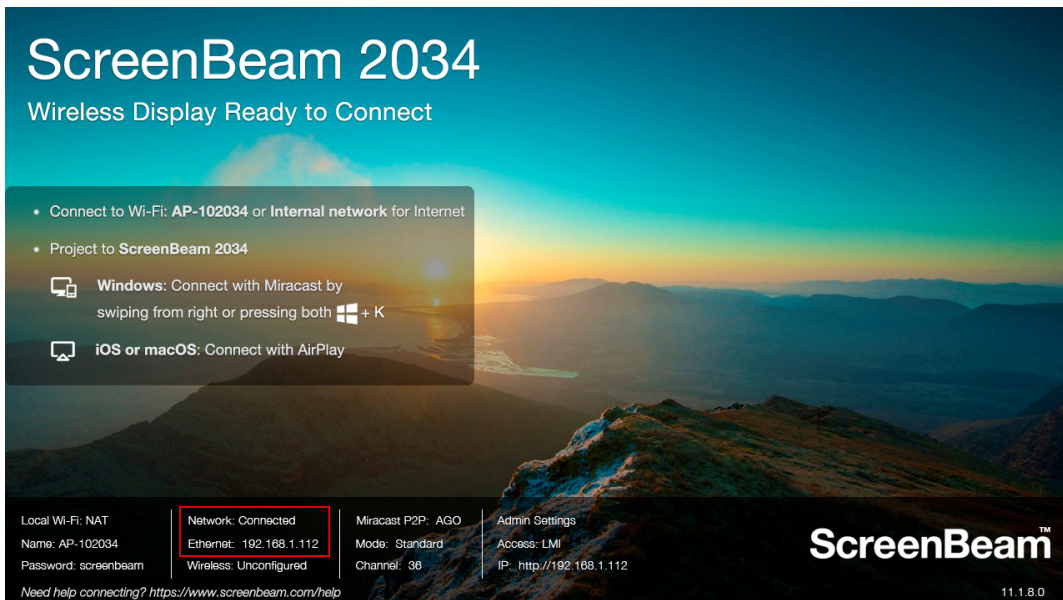 ScreenBeam 2034
Wireless Display Ready to Connect
• Connect to Wi-Fi: AP-102034 or Internal network for Internet
• Project to ScreenBeam 2034
Windows: Connect with Miracast by
swiping from right or pressing both + K
iOS or macOS: Connect with AirPlay
Local Wi-Fi: NAT
Name: AP-102034
Password: screenbeam
Network: Connected
Ethernet: 192.168.1.112
Wireless: Unconfigured
Miracast P2P: AGO
Mode: Standard
Channel: 36
Admin Settings
Access: LMI
IP: http://192.168.1.112
ScreenBeam™
Need help connecting? https://www.screenbeam.com/help
11.1.8.0